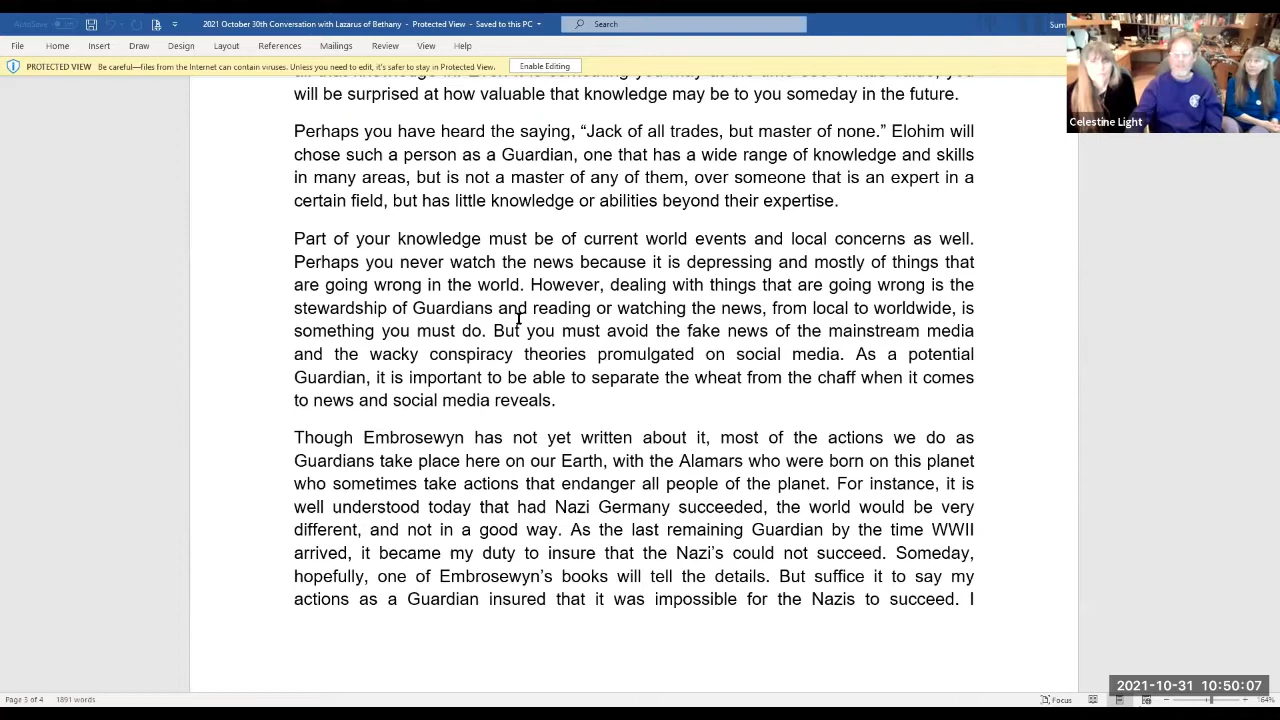 AutoSave
2021 October 30th Conversation with Lazarus of Bethany - Protected View - Saved to this PC
Search
Sum
File Home Insert Draw Design Layout References Mailings Review View Help
PROTECTED VIEW Be careful—files from the Internet can contain viruses. Unless you need to edit, it's safer to stay in Protected View. Enable Editing
Celestine Light
will be surprised at how valuable that knowledge may be to you someday in the future.
Perhaps you have heard the saying, “Jack of all trades, but master of none.” Elohim will
chose such a person as a Guardian, one that has a wide range of knowledge and skills
in many areas, but is not a master of any of them, over someone that is an expert in a
certain field, but has little knowledge or abilities beyond their expertise.
Part of your knowledge must be of current world events and local concerns as well.
Perhaps you never watch the news because it is depressing and mostly of things that
are going wrong in the world. However, dealing with things that are going wrong is the
stewardship of Guardians and reading or watching the news, from local to worldwide, is
something you must do. But you must avoid the fake news of the mainstream media
and the wacky conspiracy theories promulgated on social media. As a potential
Guardian, it is important to be able to separate the wheat from the chaff when it comes
to news and social media reveals.
Though Embrosewyn has not yet written about it, most of the actions we do as
Guardians take place here on our Earth, with the Alamars who were born on this planet
who sometimes take actions that endanger all people of the planet. For instance, it is
well understood today that had Nazi Germany succeeded, the world would be very
different, and not in a good way. As the last remaining Guardian by the time WWII
arrived, it became my duty to insure that the Nazi’s could not succeed. Someday,
hopefully, one of Embrosewyn’s books will tell the details. But suffice it to say my
actions as a Guardian insured that it was impossible for the Nazis to succeed. I
2021-10-31 10:50:07
Page 3 of 4 1891 words Focus 164%